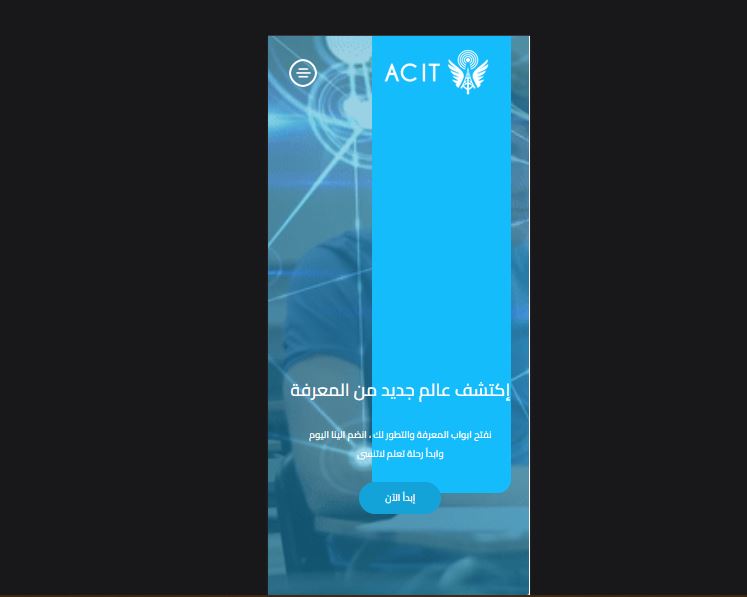 ACIT
إكتشف عالم جديد من المعرفة
نفتح ابواب المعرفة والتطور لك ، انضم الينا اليوم
وابدأ رحلة تعلم لاتنسى
إبدأ الآن